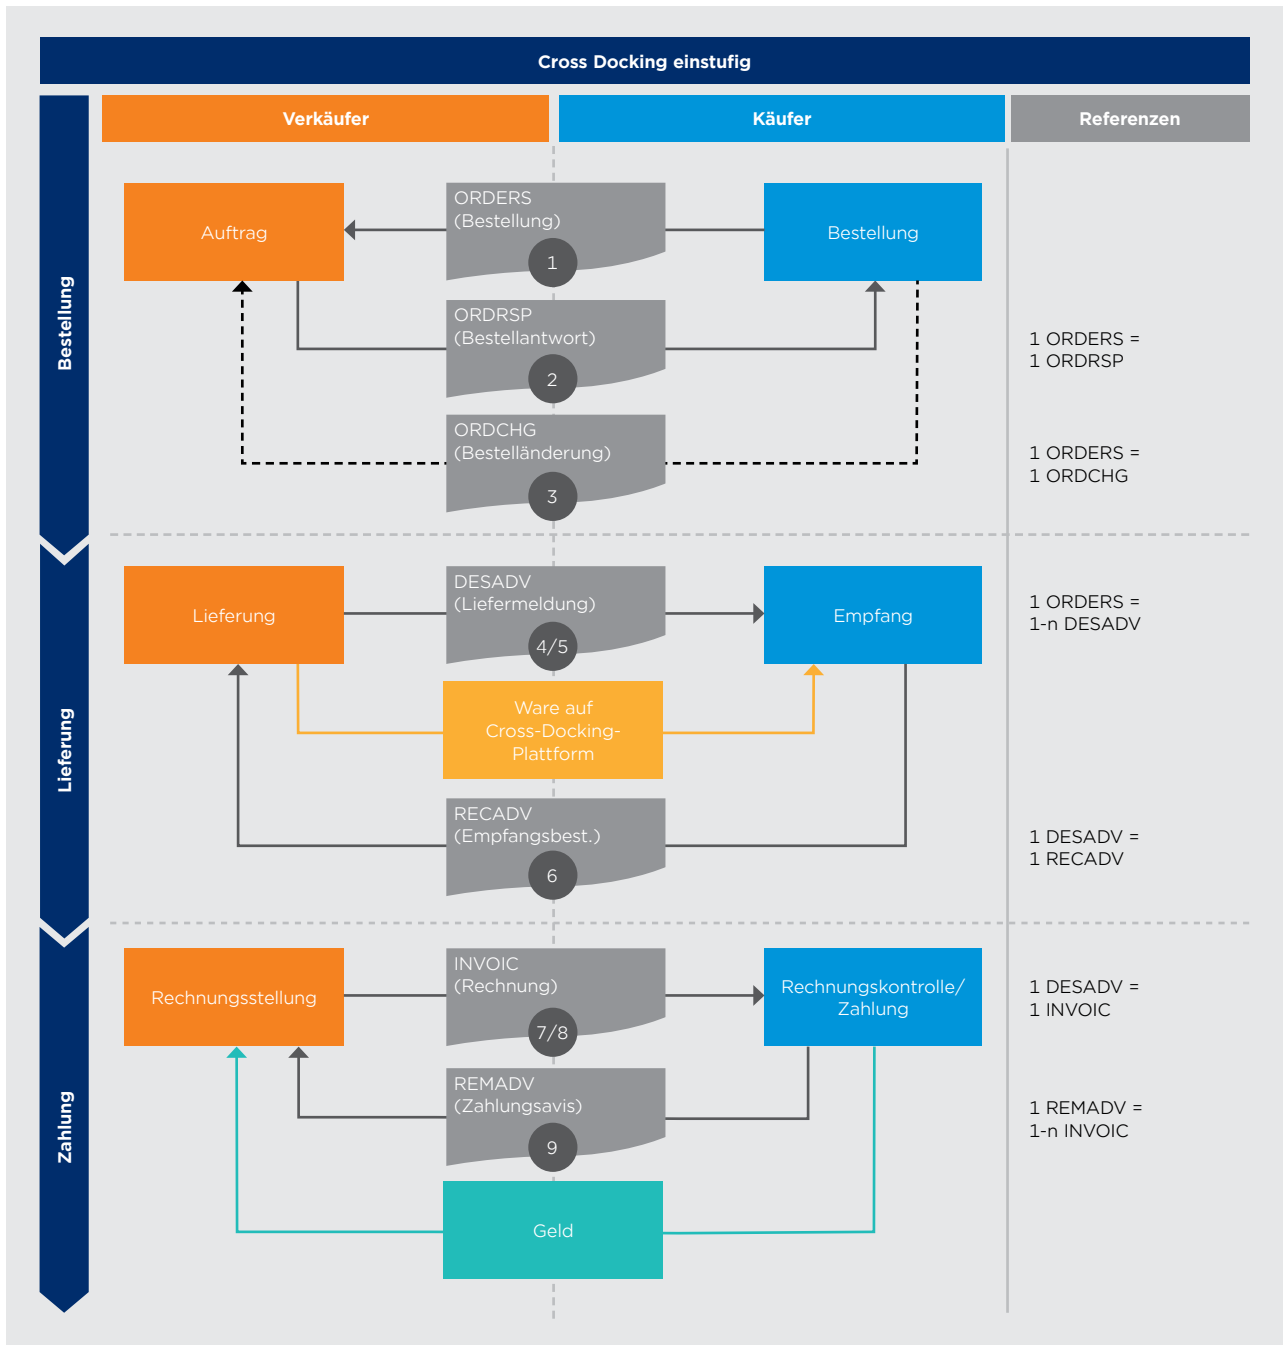 Cross Docking einstufig
Verkäufer
Käufer
Referenzen
Bestellung
Auftrag
ORDERS
(Bestellung)
1
Bestellung
ORDRSP
(Bestellantwort)
2
1 ORDERS =
1 ORDRSP
ORDCHG
(Bestelländerung)
3
1 ORDERS =
1 ORDCHG
Lieferung
Lieferung
DESADV
(Liefermeldung)
4/5
Empfang
1 ORDERS =
1-n DESADV
Ware auf
Cross-Docking-
Plattform
RECADV
(Empfangsbest.)
6
1 DESADV =
1 RECADV
Zahlung
Rechnungsstellung
INVOIC
(Rechnung)
7/8
Rechnungskontrolle/
Zahlung
1 DESADV =
1 INVOIC
REMADV
(Zahlungsavis)
9
1 REMADV =
1-n INVOIC
Geld